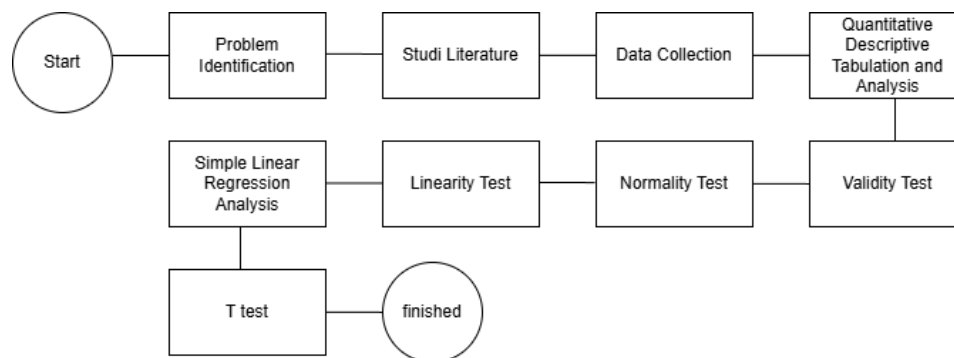 Start
Problem
Identification
Studi Literature
Data Collection
Quantitative
Descriptive
Tabulation and
Analysis
Validity Test
Normality Test
Linearity Test
Simple Linear
Regression
Analysis
T test
finished